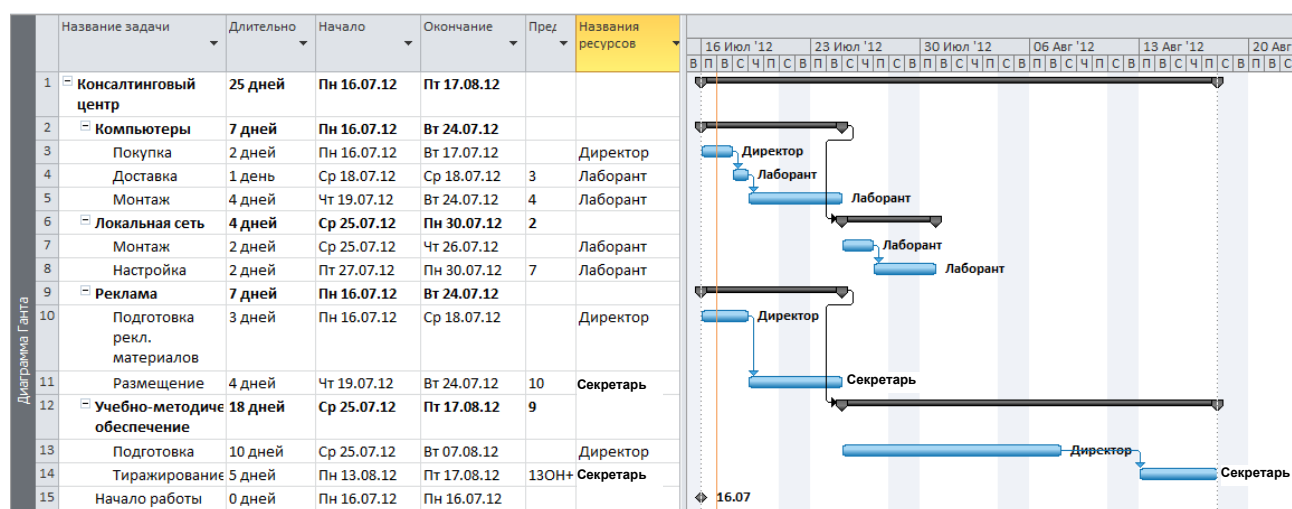 Название задачи Длительно Начало Окончание Пред Названия ресурсов
16 Июл '12 23 Июл '12 30 Июл '12 06 Авг '12 13 Авг '12 20 Авг
В П В С Ч П С В П В С Ч П С В П В С Ч П С В П В С Ч П С В П В С Ч П С В П В С
1 Консалтинговый центр 25 дней Пн 16.07.12 Пт 17.08.12
2 Компьютеры 7 дней Пн 16.07.12 Вт 24.07.12
3 Покупка 2 дней Пн 16.07.12 Вт 17.07.12 Директор Директор
4 Доставка 1 день Ср 18.07.12 Ср 18.07.12 3 Лаборант Лаборант
5 Монтаж 4 дней Чт 19.07.12 Вт 24.07.12 4 Лаборант Лаборант
6 Локальная сеть 4 дней Ср 25.07.12 Пн 30.07.12 2
7 Монтаж 2 дней Ср 25.07.12 Чт 26.07.12 Лаборант Лаборант
8 Настройка 2 дней Пт 27.07.12 Пн 30.07.12 7 Лаборант Лаборант
9 Реклама 7 дней Пн 16.07.12 Вт 24.07.12
10 Подготовка рекл. материалов 3 дней Пн 16.07.12 Ср 18.07.12 Директор Директор
11 Размещение 4 дней Чт 19.07.12 Вт 24.07.12 10 Секретарь Секретарь
12 Учебно-методиче обеспечение 18 дней Ср 25.07.12 Пт 17.08.12 9
13 Подготовка 10 дней Ср 25.07.12 Вт 07.08.12 Директор Директор
14 Тиражирование 5 дней Пн 13.08.12 Пт 17.08.12 13ОН+ Секретарь Секретарь
15 Начало работы 0 дней Пн 16.07.12 Пн 16.07.12 16.07
Диаграмма Ганта